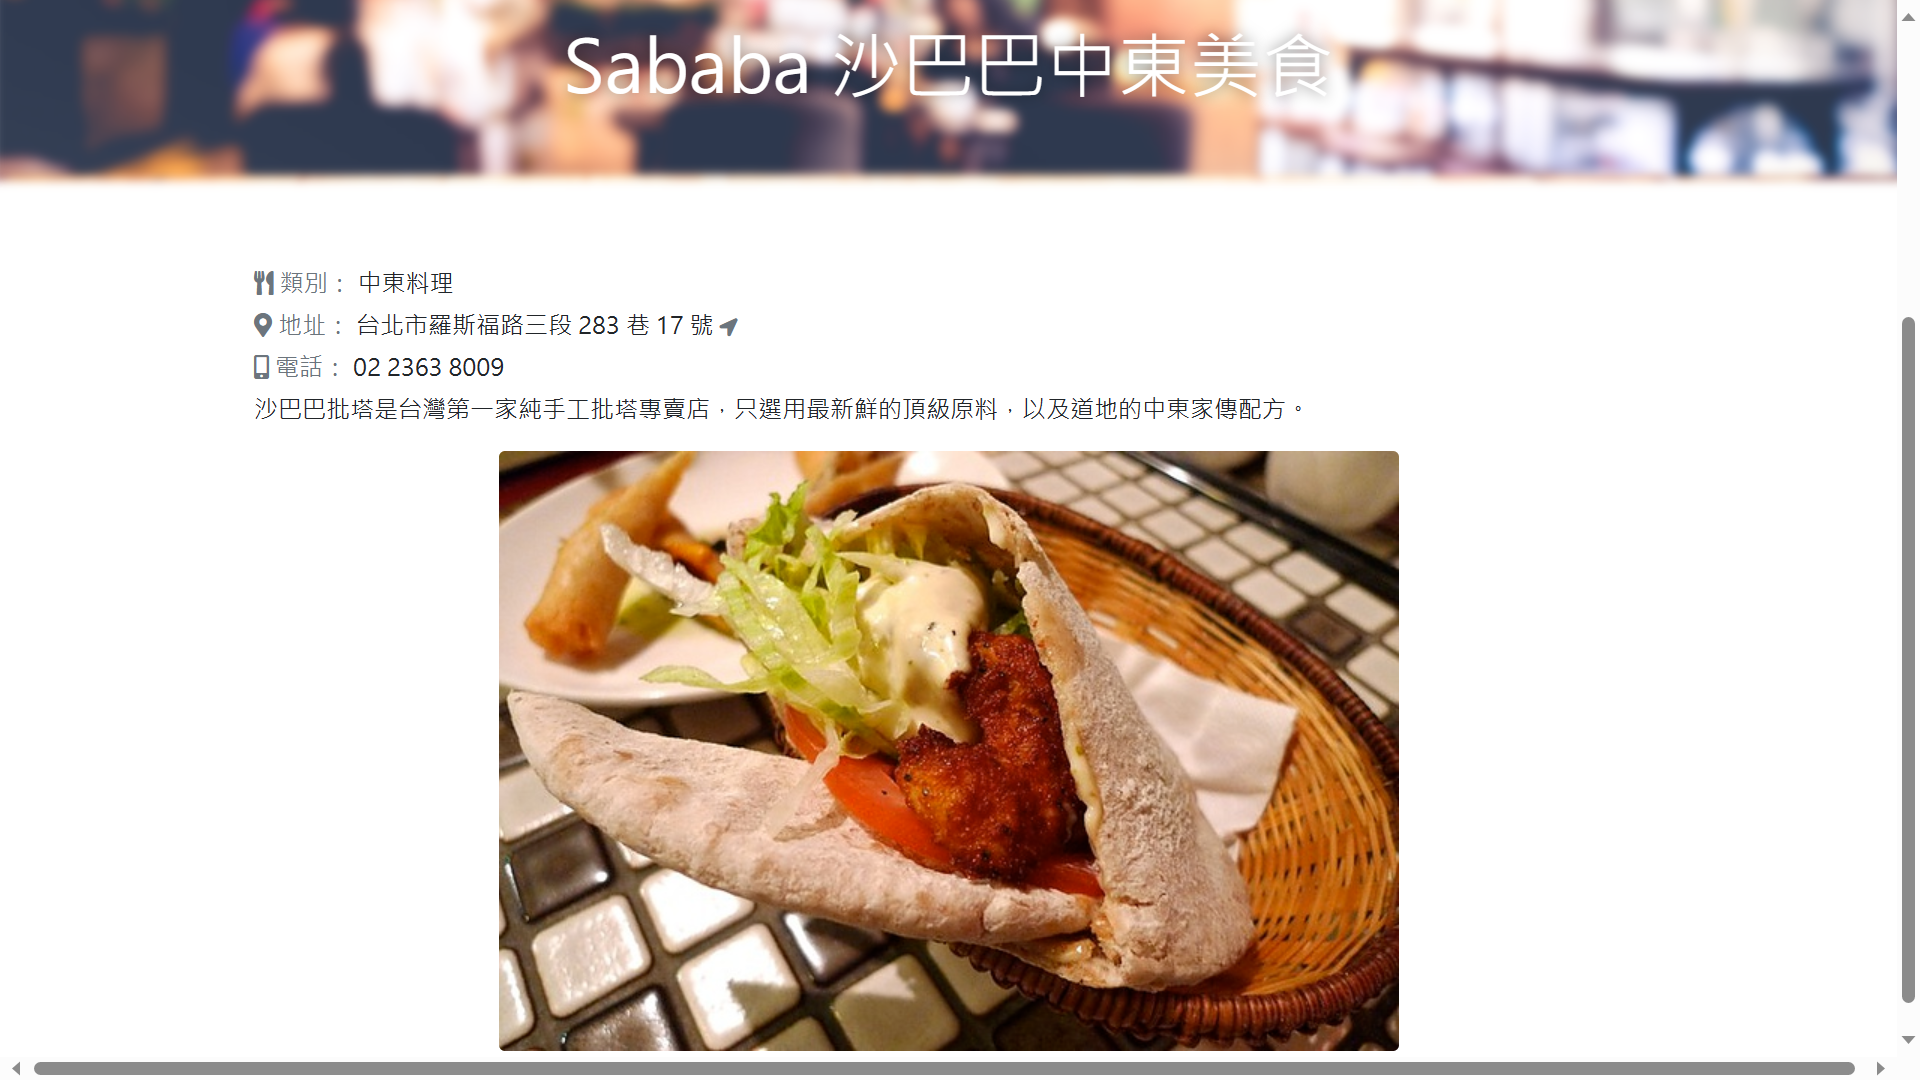 Sababa 沙巴巴中東美食
類別： 中東料理
地址： 台北市羅斯福路三段 283 巷 17 號
電話： 02 2363 8009
沙巴巴批塔是台灣第一家純手工批塔專賣店，只選用最新鮮的頂級原料，以及道地的中東家傳配方。